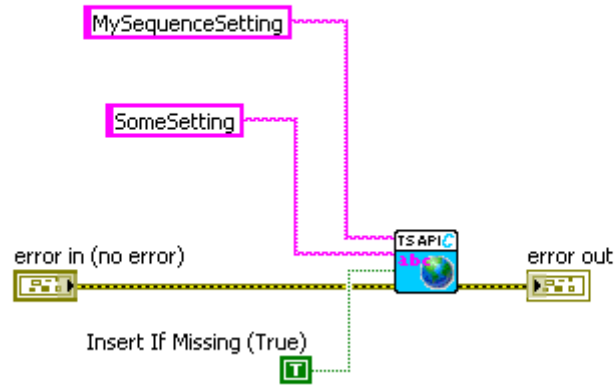 MySequenceSetting
SomeSetting
TS API C
abc
error in (no error)
error out
Insert If Missing (True)
T